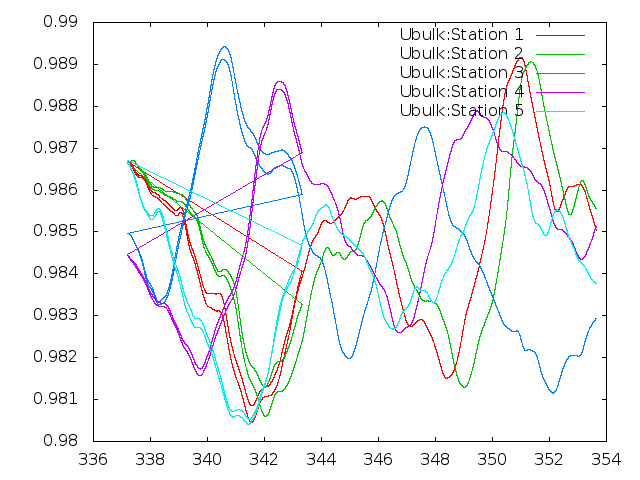 0.99
0.989
0.988
0.987
0.986
0.985
0.984
0.983
0.982
0.981
0.98
336 338 340 342 344 346 348 350 352 354
Ubulk:Station 1
Ubulk:Station 2
Ubulk:Station 3
Ubulk:Station 4
Ubulk:Station 5